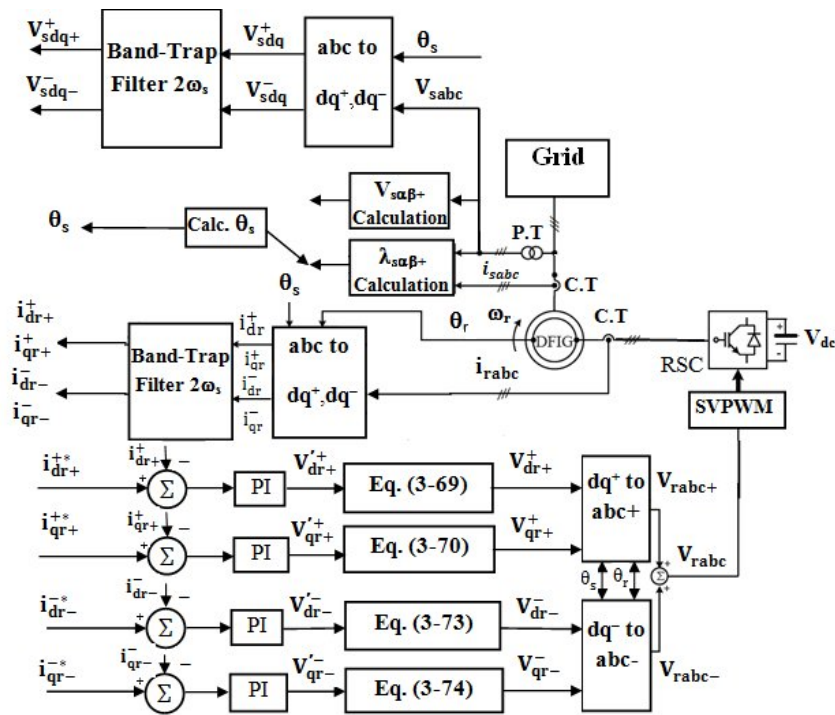 V⁺sdq+
Band-Trap
Filter 2ωs
V⁺sdq
abc to
dq⁺,dq⁻
θs
V⁻sdq−
V⁻sdq
Vsabc
Grid
Vsαβ+
Calculation
θs
Calc. θs
λsαβ+
Calculation
P.T
isabc
C.T
θs
i⁺dr+
i⁺qr+
i⁻dr−
i⁻qr−
Band-Trap
Filter 2ωs
i⁺dr
i⁺qr
i⁻dr
i⁻qr
abc to
dq⁺,dq⁻
θr
ωr
DFIG
C.T
irabc
RSC
+
-
Vdc
SVPWM
i⁺*dr+
i⁺dr+
−
+
Σ
PI
V′⁺dr+
Eq. (3-69)
V⁺dr+
dq⁺ to
abc+
Vrabc+
i⁺*qr+
i⁺qr+
−
+
Σ
PI
V′⁺qr+
Eq. (3-70)
V⁺qr+
θs
θr
+
Σ
+
Vrabc
i⁻*dr−
i⁻dr−
−
+
Σ
PI
V′⁻dr−
Eq. (3-73)
V⁻dr−
dq⁻ to
abc-
Vrabc−
i⁻*qr−
i⁻qr−
−
+
Σ
PI
V′⁻qr−
Eq. (3-74)
V⁻qr−